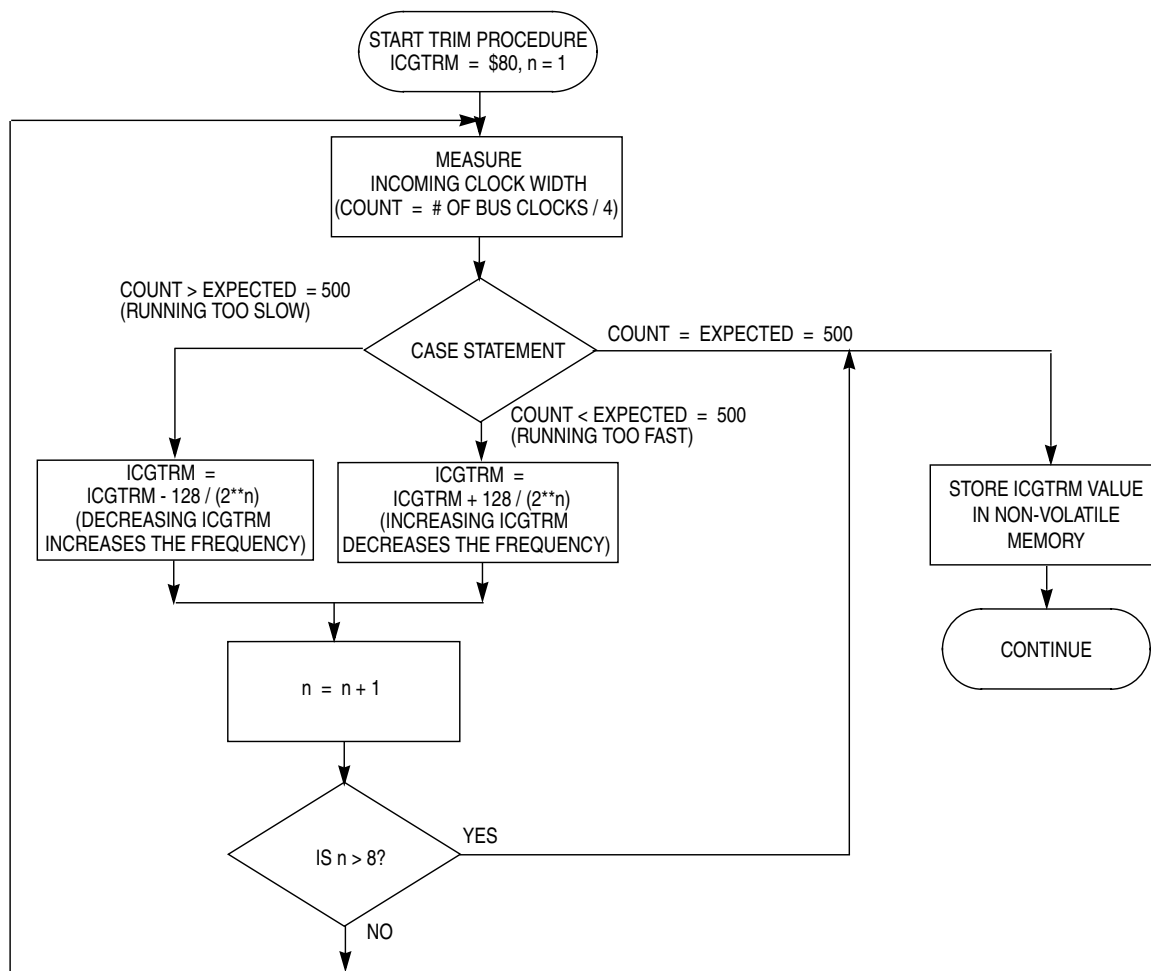 START TRIM PROCEDURE
ICGTRM = $80, n = 1
MEASURE
INCOMING CLOCK WIDTH
(COUNT = # OF BUS CLOCKS / 4)
COUNT > EXPECTED = 500
(RUNNING TOO SLOW)
CASE STATEMENT
COUNT = EXPECTED = 500
COUNT < EXPECTED = 500
(RUNNING TOO FAST)
ICGTRM =
ICGTRM - 128 / (2**n)
(DECREASING ICGTRM
INCREASES THE FREQUENCY)
ICGTRM =
ICGTRM + 128 / (2**n)
(INCREASING ICGTRM
DECREASES THE FREQUENCY)
STORE ICGTRM VALUE
IN NON-VOLATILE
MEMORY
CONTINUE
n = n + 1
IS n > 8?
YES
NO